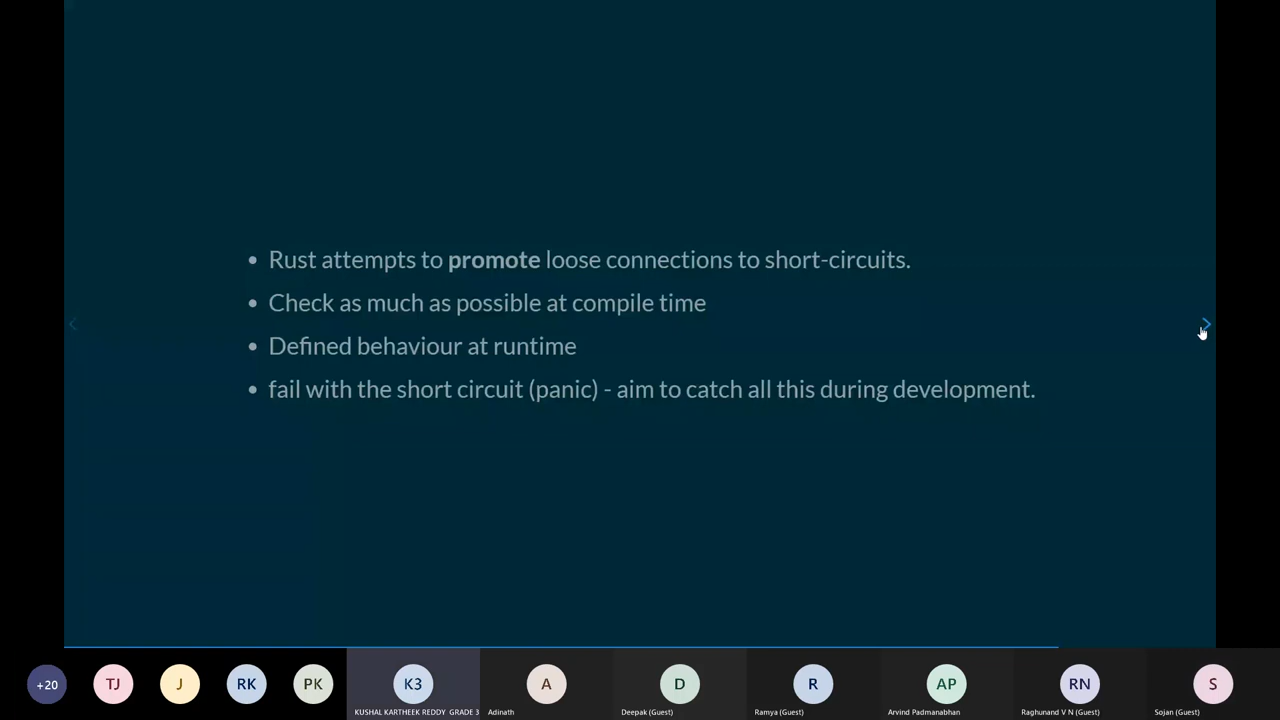 • Rust attempts to promote loose connections to short-circuits.
• Check as much as possible at compile time
• Defined behaviour at runtime
• fail with the short circuit (panic) - aim to catch all this during development.
+20
TJ
J
RK
PK
K3
A
D
R
AP
RN
S
KUSHAL KARTHEEK REDDY GRADE 3
Adinath
Deepak (Guest)
Ramya (Guest)
Arvind Padmanabhan
Raghunand V N (Guest)
Sojan (Guest)